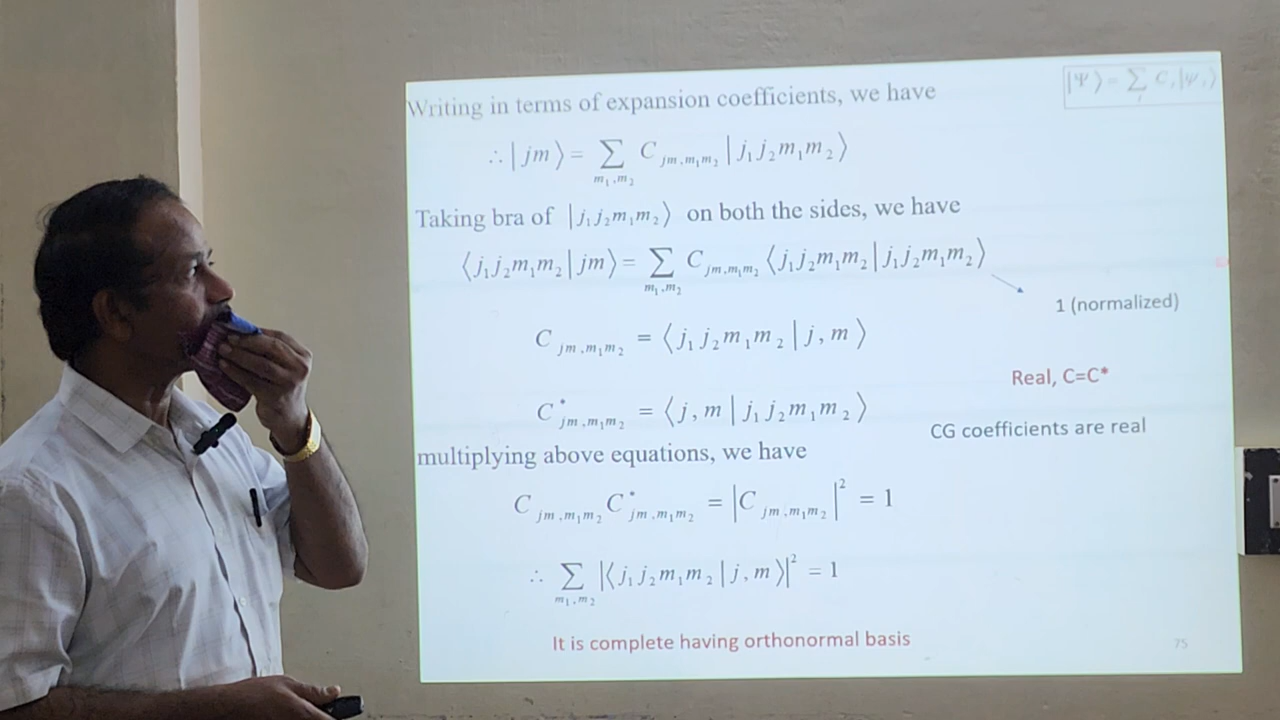 Writing in terms of expansion coefficients, we have
|Ψ⟩ = ∑ᵢ Cᵢ|ψᵢ⟩
∴ |jm⟩ = ∑_{m₁,m₂} C_{jm,m₁m₂} |j₁j₂m₁m₂⟩
Taking bra of |j₁j₂m₁m₂⟩ on both the sides, we have
⟨j₁j₂m₁m₂|jm⟩ = ∑_{m₁,m₂} C_{jm,m₁m₂} ⟨j₁j₂m₁m₂|j₁j₂m₁m₂⟩
1 (normalized)
C_{jm,m₁m₂} = ⟨j₁j₂m₁m₂|j,m⟩
Real, C=C*
C*_{jm,m₁m₂} = ⟨j,m|j₁j₂m₁m₂⟩
CG coefficients are real
multiplying above equations, we have
C_{jm,m₁m₂} C*_{jm,m₁m₂} = |C_{jm,m₁m₂}|² = 1
∴ ∑_{m₁,m₂} |⟨j₁j₂m₁m₂|j,m⟩|² = 1
It is complete having orthonormal basis
75